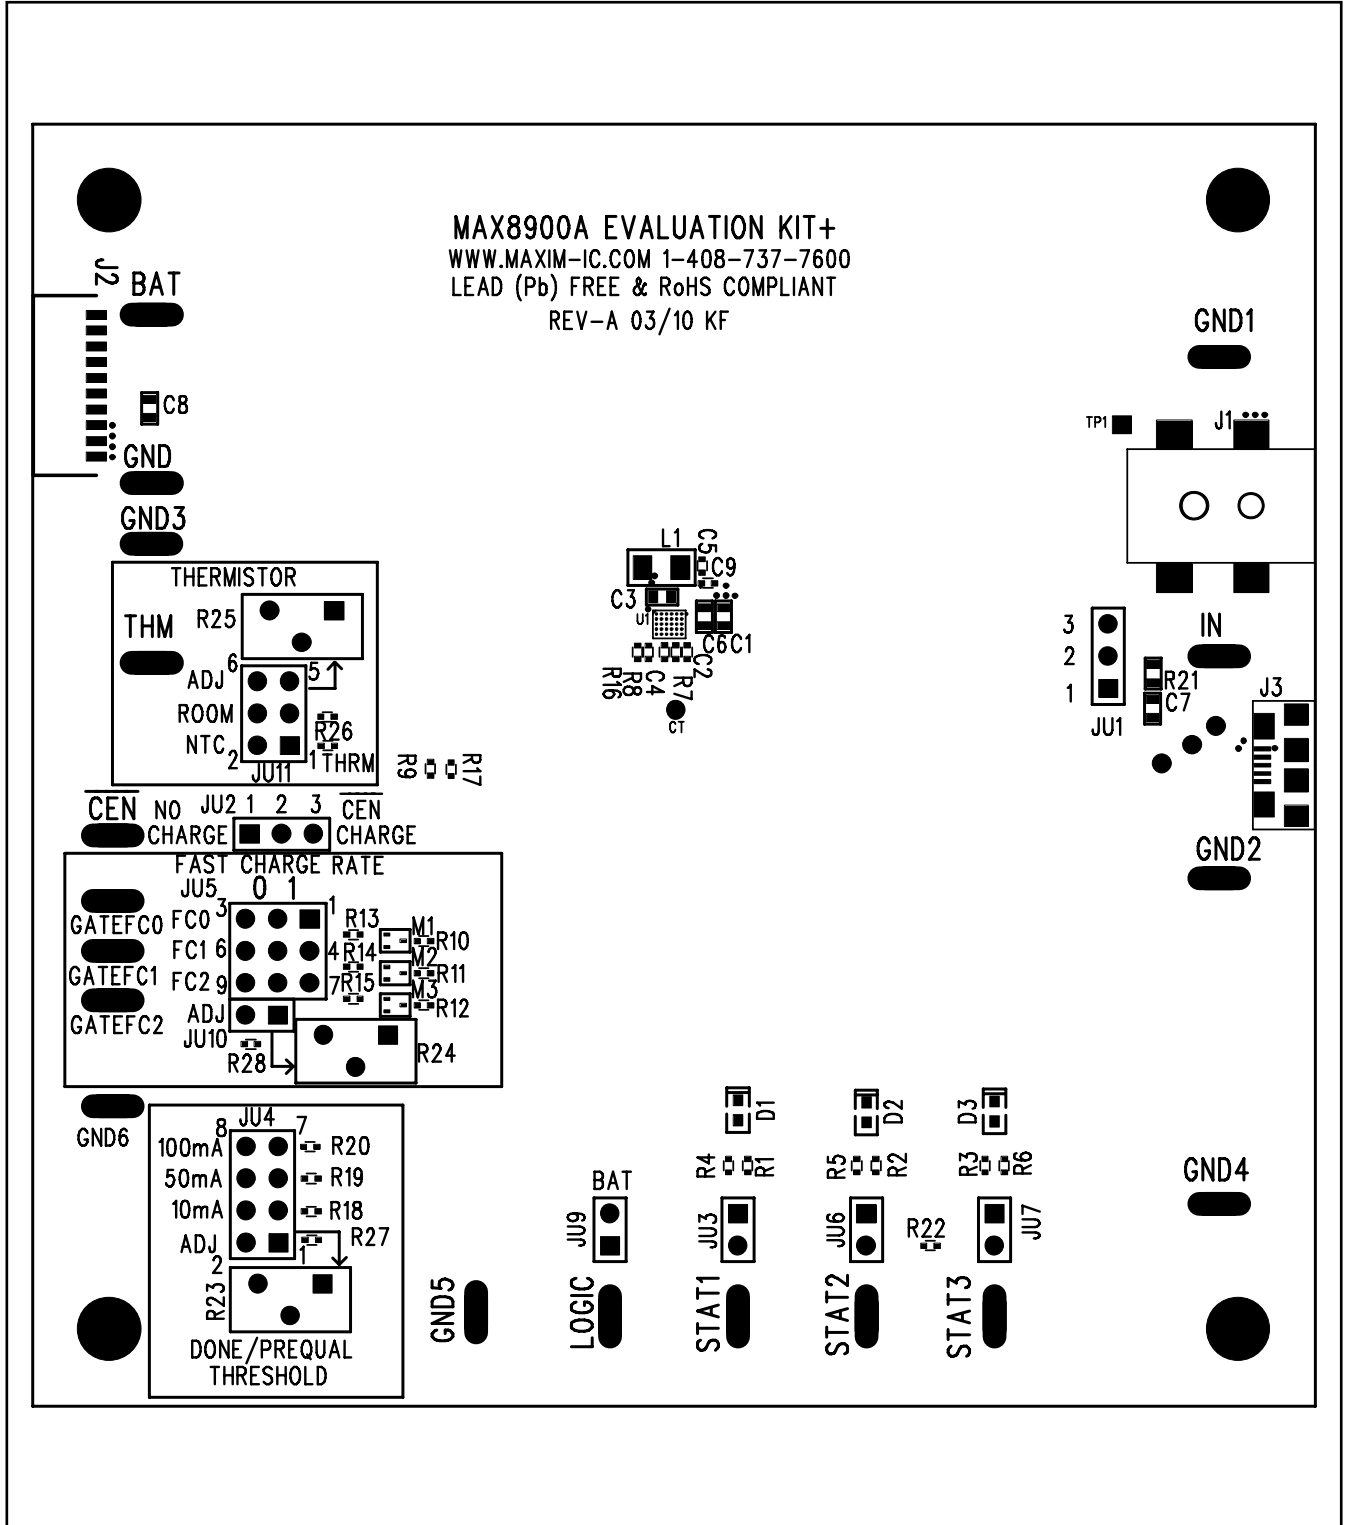 MAX8900A EVALUATION KIT+
WWW.MAXIM-IC.COM 1-408-737-7600
LEAD (Pb) FREE & RoHS COMPLIANT
REV-A 03/10 KF
J2
BAT
C8
GND
GND3
GND1
TP1
J1
THERMISTOR
R25
THM
6
5
ADJ
ROOM
NTC
R26
2
1
THRM
JU11
L1
C5
C9
C3
U1
C6
C1
R16
R8
C4
R7
C2
CT
3
2
1
JU1
IN
R21
C7
J3
R9
R17
CEN
NO
CHARGE
JU2
1
2
3
CEN
CHARGE
GND2
FAST CHARGE RATE
JU5
0 1
3
1
GATEFC0
FC0
R13
M1
R10
FC1
6
4
R14
M2
R11
GATEFC1
FC2
9
7
R15
M3
R12
GATEFC2
ADJ
JU10
R28
R24
GND6
JU4
8
7
100mA
R20
50mA
R19
10mA
R18
ADJ
R27
2
1
R23
DONE/PREQUAL
THRESHOLD
GND5
BAT
JU9
LOGIC
D1
R4
R1
JU3
STAT1
D2
R5
R2
JU6
STAT2
R22
D3
R3
R6
JU7
STAT3
GND4